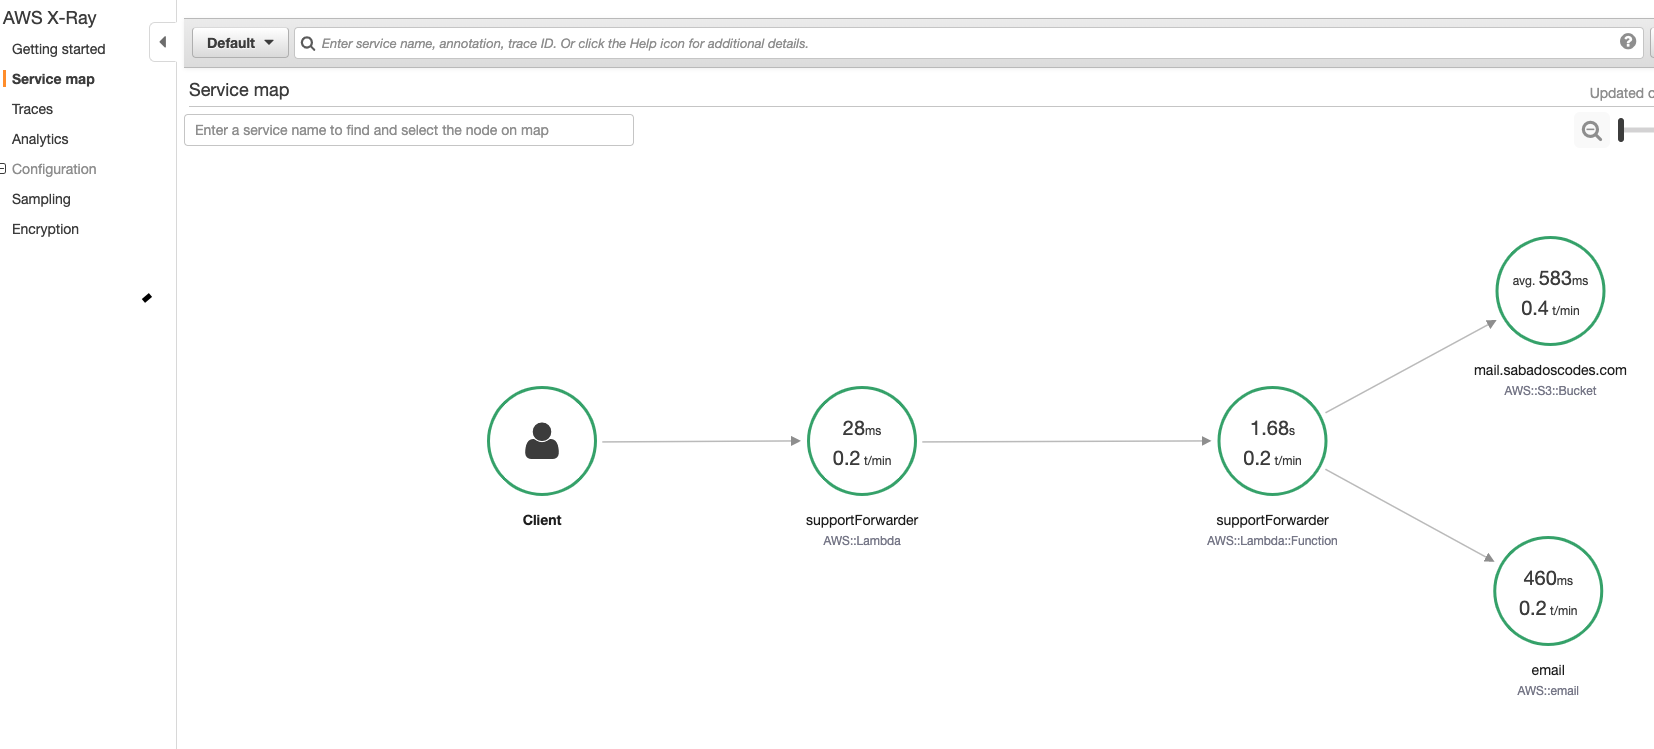 AWS X-Ray
Getting started
Service map
Traces
Analytics
Configuration
Sampling
Encryption
Default
Enter service name, annotation, trace ID. Or click the Help icon for additional details.
?
Service map
Updated
Enter a service name to find and select the node on map
avg. 583ms
0.4 t/min
mail.sabadoscodes.com
AWS::S3::Bucket
Client
28ms
0.2 t/min
supportForwarder
AWS::Lambda
1.68s
0.2 t/min
supportForwarder
AWS::Lambda::Function
460ms
0.2 t/min
email
AWS::email